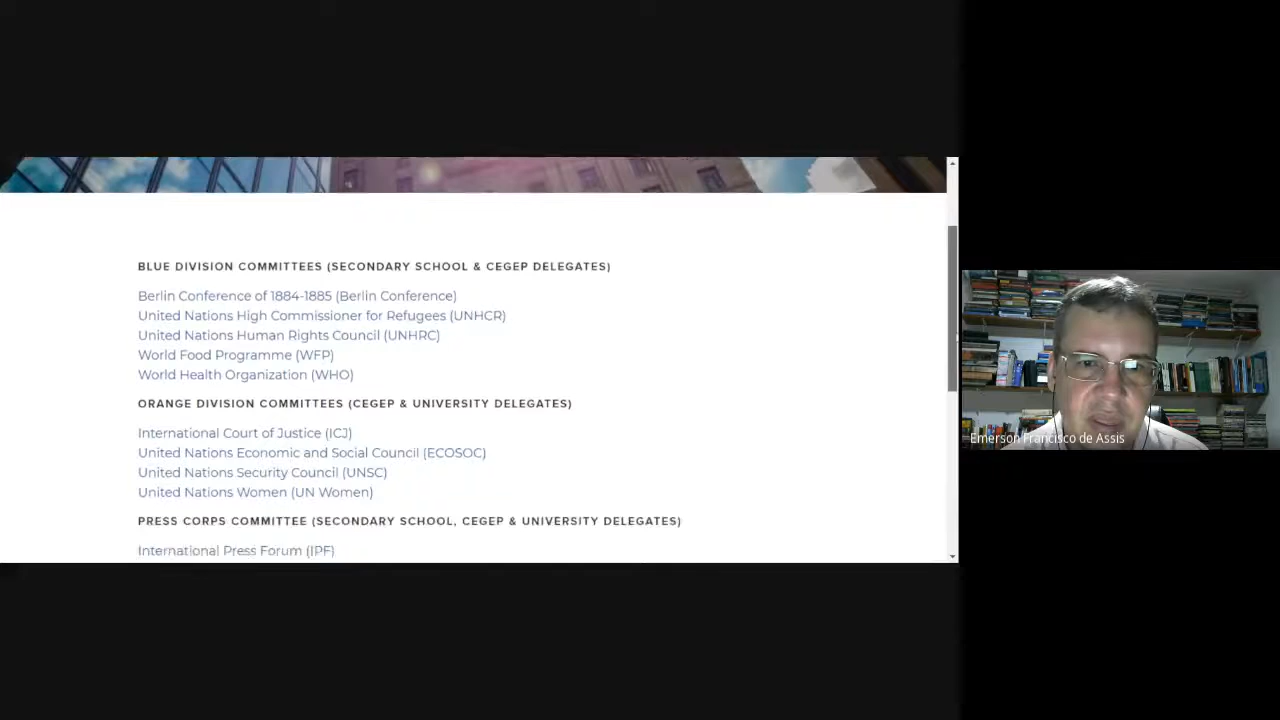 BLUE DIVISION COMMITTEES (SECONDARY SCHOOL & CEGEP DELEGATES)
Berlin Conference of 1884-1885 (Berlin Conference)
United Nations High Commissioner for Refugees (UNHCR)
United Nations Human Rights Council (UNHRC)
World Food Programme (WFP)
World Health Organization (WHO)
ORANGE DIVISION COMMITTEES (CEGEP & UNIVERSITY DELEGATES)
International Court of Justice (ICJ)
United Nations Economic and Social Council (ECOSOC)
United Nations Security Council (UNSC)
United Nations Women (UN Women)
PRESS CORPS COMMITTEE (SECONDARY SCHOOL, CEGEP & UNIVERSITY DELEGATES)
International Press Forum (IPF)
Emerson Francisco de Assis